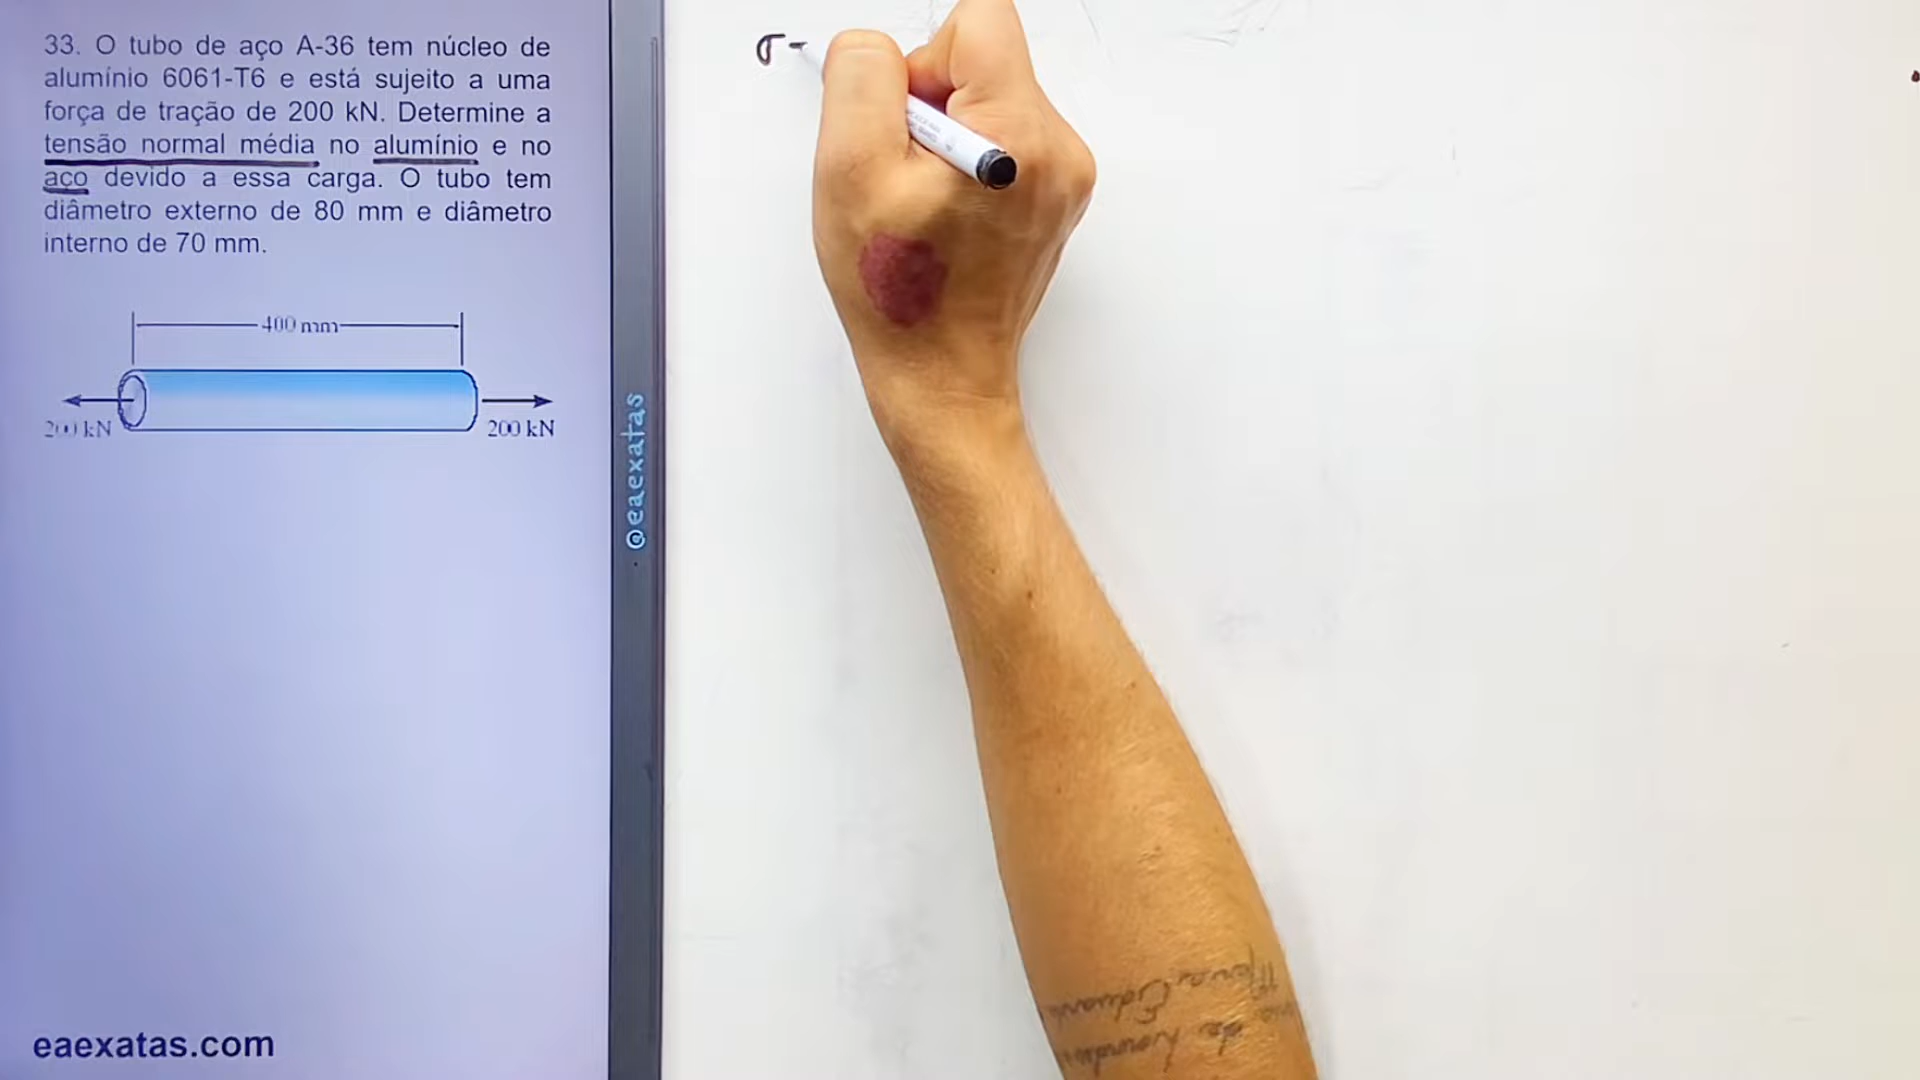 33. O tubo de aço A-36 tem núcleo de
alumínio 6061-T6 e está sujeito a uma
força de tração de 200 kN. Determine a
tensão normal média no alumínio e no
aço devido a essa carga. O tubo tem
diâmetro externo de 80 mm e diâmetro
interno de 70 mm.
400 mm
200 kN
200 kN
@eaexatas
σ =
eaexatas.com